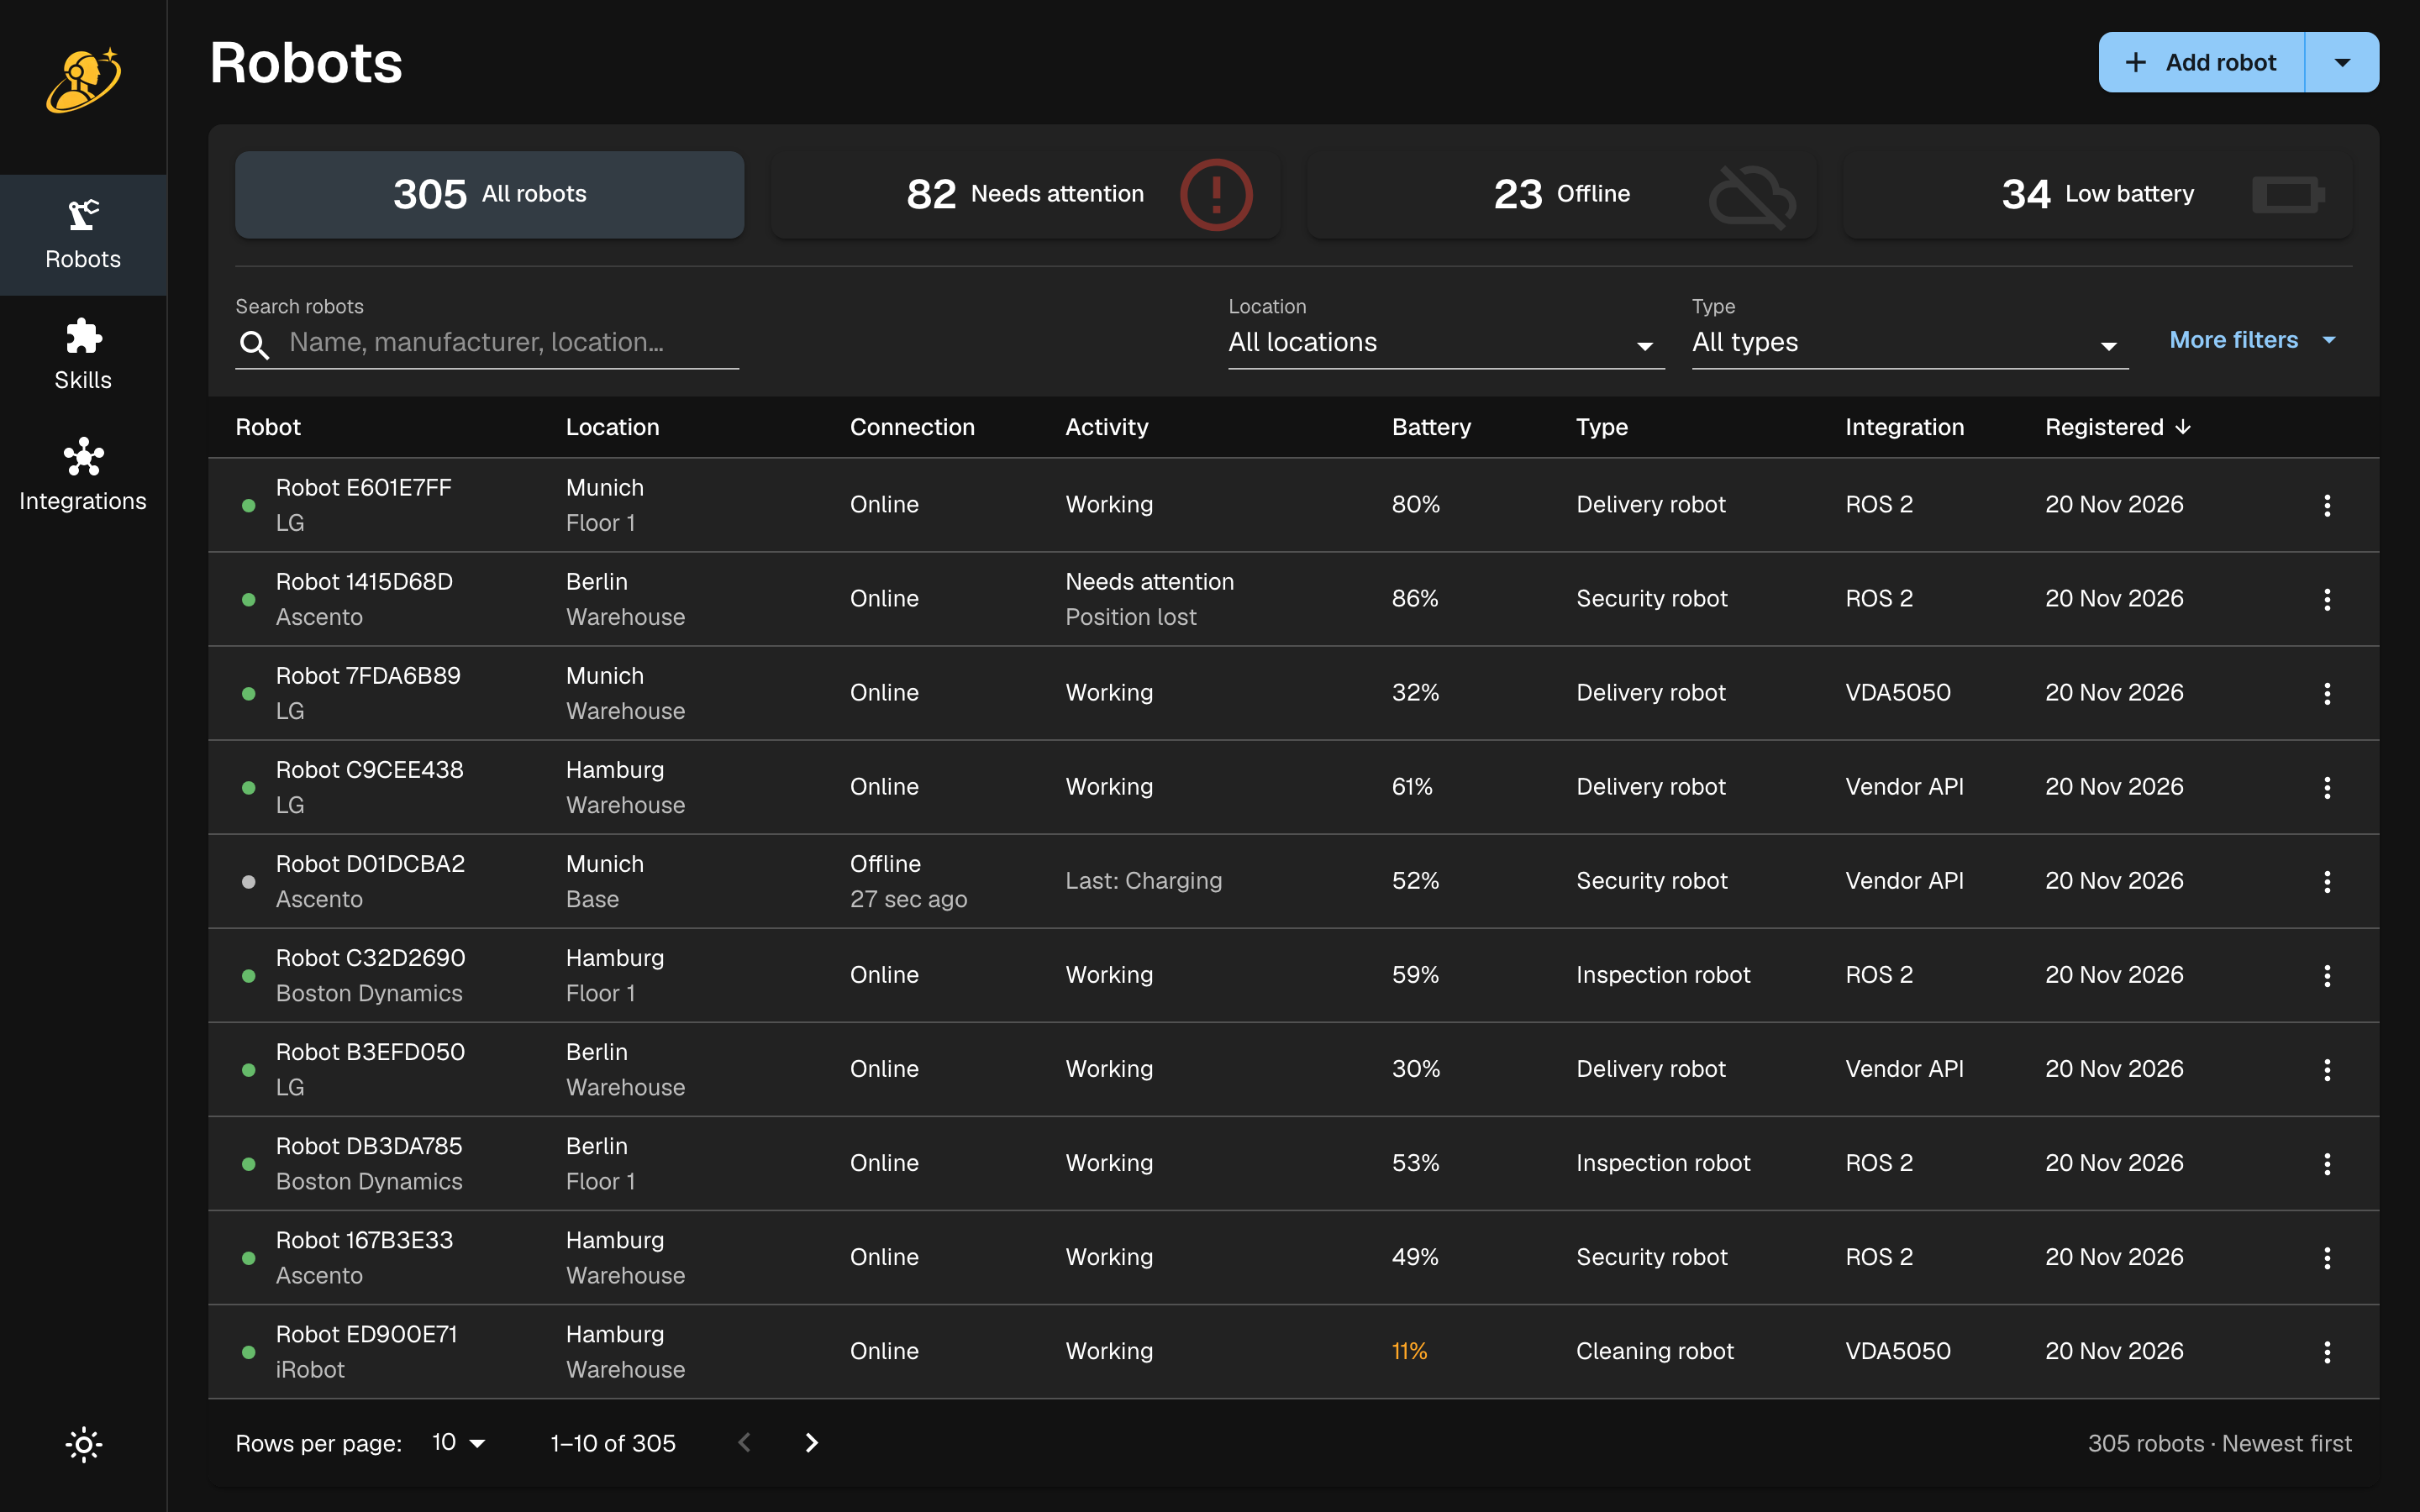 Robots
Add robot
Robots
Skills
Integrations
305 All robots
82 Needs attention
23 Offline
34 Low battery
Search robots
Name, manufacturer, location...
Location
All locations
Type
All types
More filters
Robot Location Connection Activity Battery Type Integration Registered
Robot E601E7FF Munich Online Working 80% Delivery robot ROS 2 20 Nov 2026
LG Floor 1
Robot 1415D68D Berlin Online Needs attention 86% Security robot ROS 2 20 Nov 2026
Ascento Warehouse Position lost
Robot 7FDA6B89 Munich Online Working 32% Delivery robot VDA5050 20 Nov 2026
LG Warehouse
Robot C9CEE438 Hamburg Online Working 61% Delivery robot Vendor API 20 Nov 2026
LG Warehouse
Robot D01DCBA2 Munich Offline Last: Charging 52% Security robot Vendor API 20 Nov 2026
Ascento Base 27 sec ago
Robot C32D2690 Hamburg Online Working 59% Inspection robot ROS 2 20 Nov 2026
Boston Dynamics Floor 1
Robot B3EFD050 Berlin Online Working 30% Delivery robot Vendor API 20 Nov 2026
LG Warehouse
Robot DB3DA785 Berlin Online Working 53% Inspection robot ROS 2 20 Nov 2026
Boston Dynamics Floor 1
Robot 167B3E33 Hamburg Online Working 49% Security robot ROS 2 20 Nov 2026
Ascento Warehouse
Robot ED900E71 Hamburg Online Working 11% Cleaning robot VDA5050 20 Nov 2026
iRobot Warehouse
Rows per page: 10 1–10 of 305
305 robots · Newest first